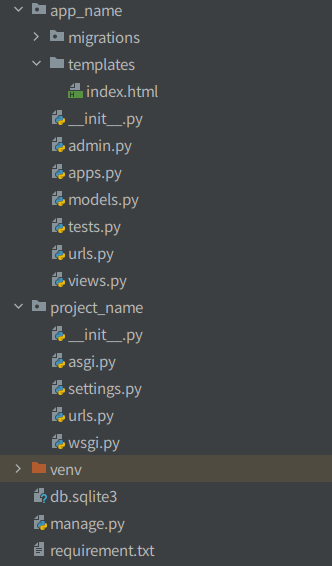 app_name
migrations
templates
index.html
__init__.py
admin.py
apps.py
models.py
tests.py
urls.py
views.py
project_name
__init__.py
asgi.py
settings.py
urls.py
wsgi.py
venv
db.sqlite3
manage.py
requirement.txt